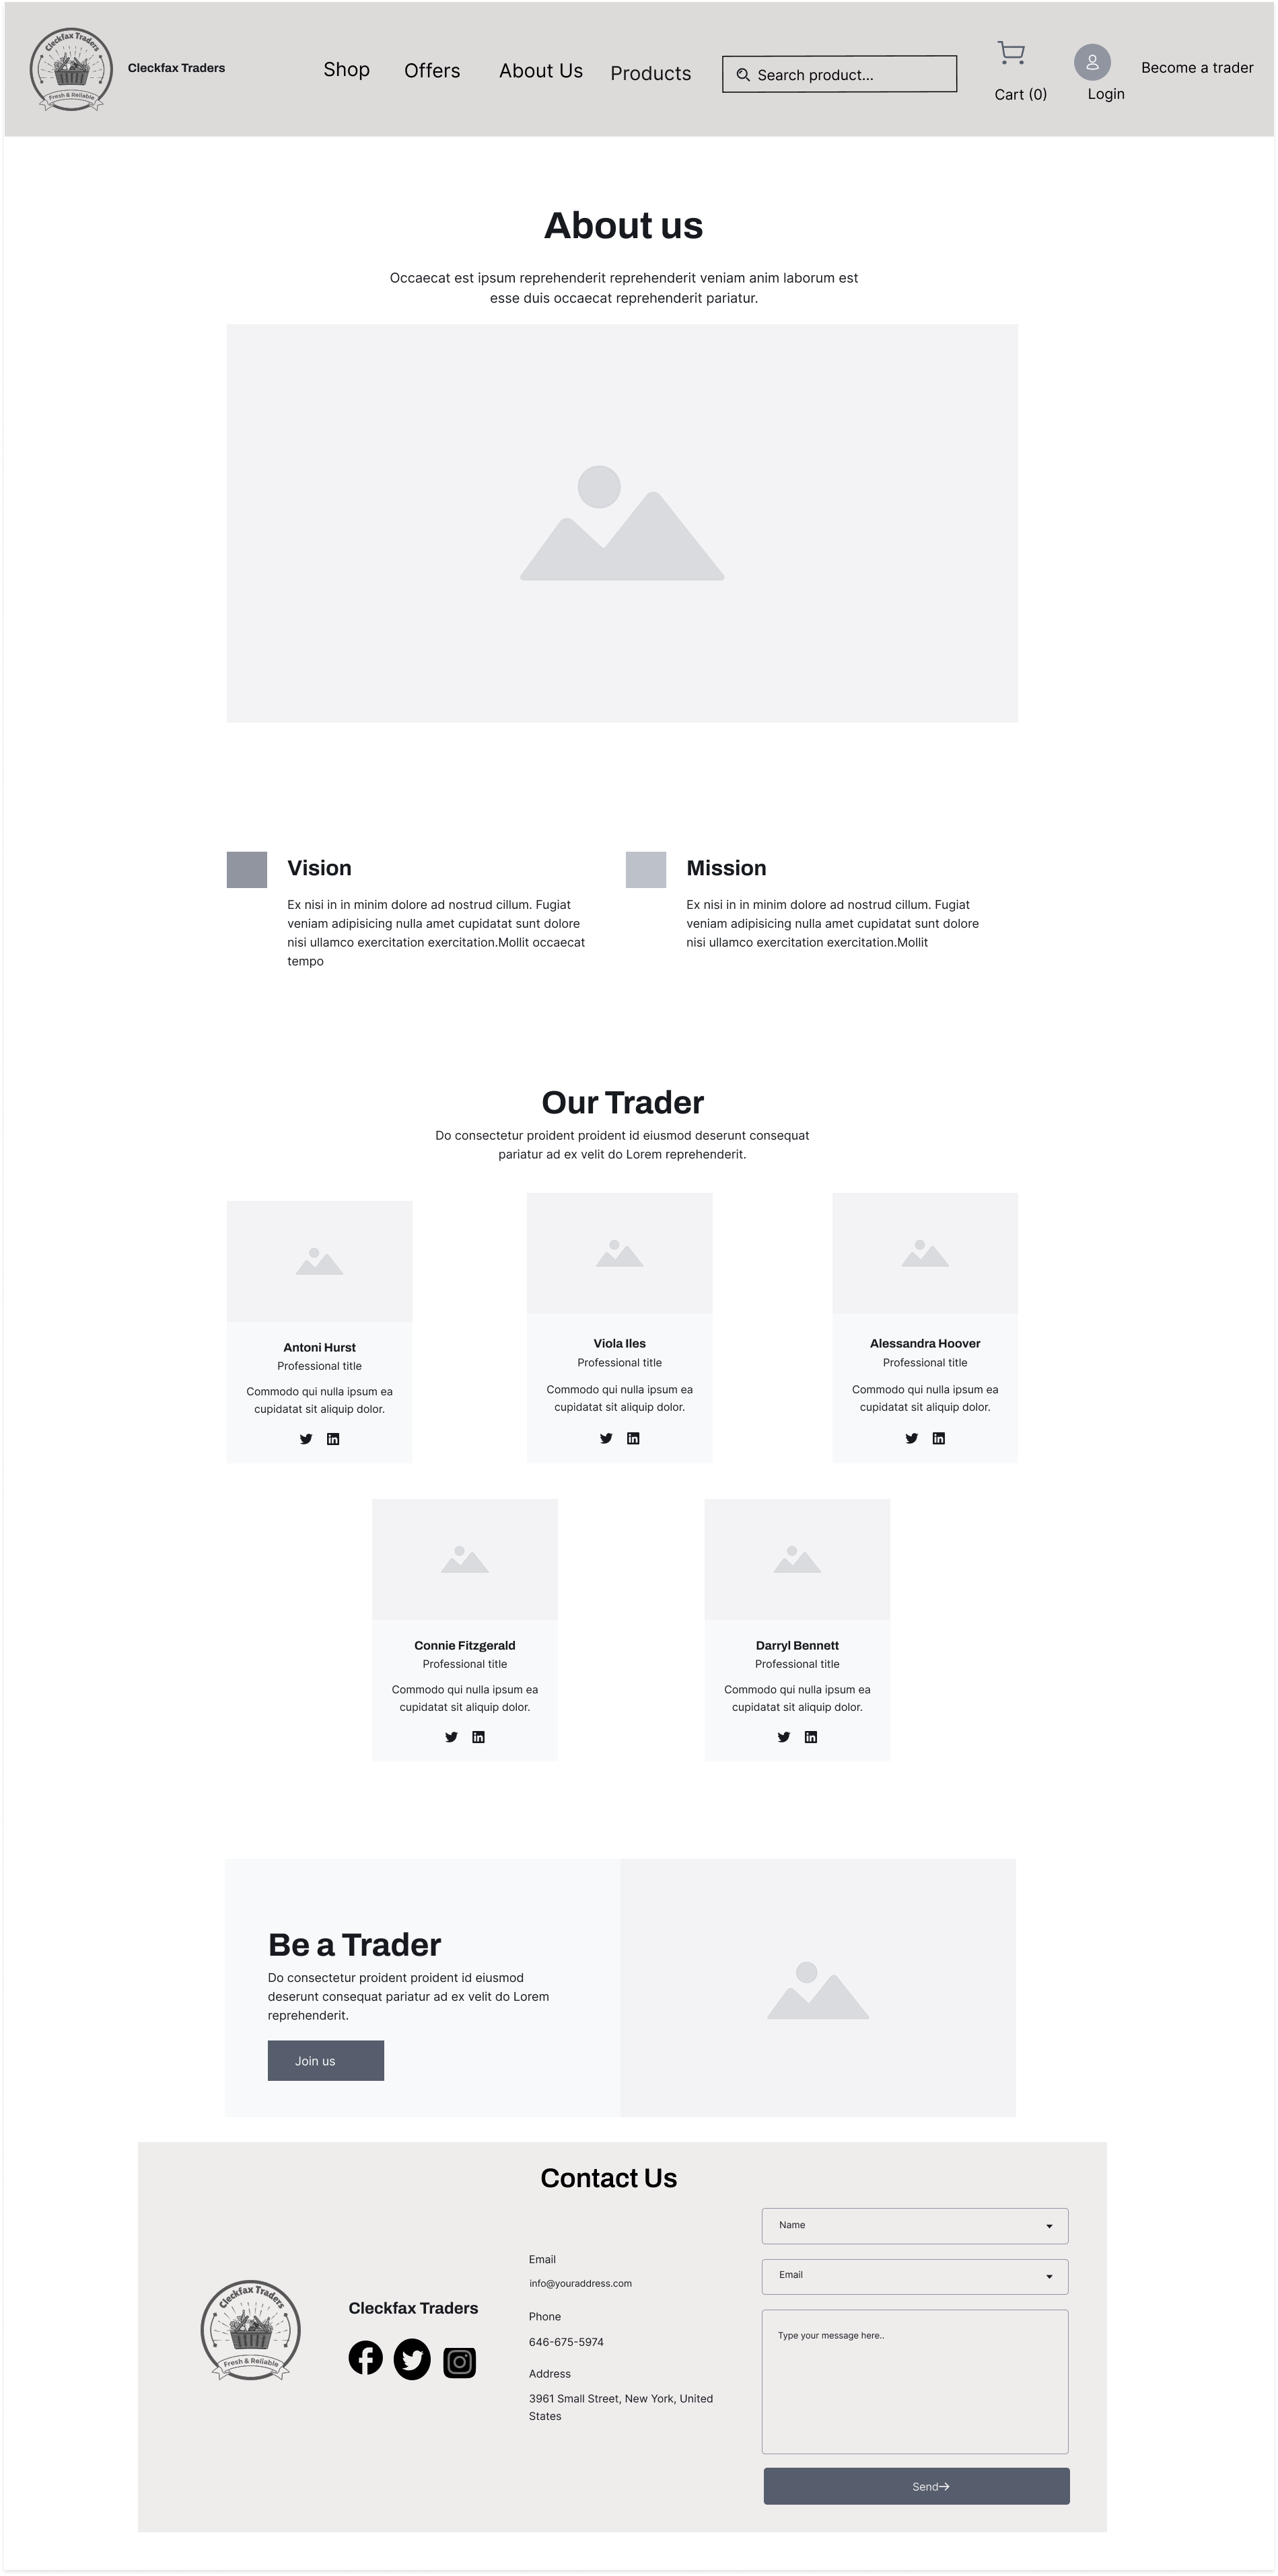 Cleckfax Traders
Fresh & Reliable
Cleckfax Traders
Shop
Offers
About Us
Products
Search product...
Cart (0)
Login
Become a trader
About us
Occaecat est ipsum reprehenderit reprehenderit veniam anim laborum est
esse duis occaecat reprehenderit pariatur.
Vision
Ex nisi in in minim dolore ad nostrud cillum. Fugiat
veniam adipisicing nulla amet cupidatat sunt dolore
nisi ullamco exercitation exercitation.Mollit occaecat
tempo
Mission
Ex nisi in in minim dolore ad nostrud cillum. Fugiat
veniam adipisicing nulla amet cupidatat sunt dolore
nisi ullamco exercitation exercitation.Mollit
Our Trader
Do consectetur proident proident id eiusmod deserunt consequat
pariatur ad ex velit do Lorem reprehenderit.
Antoni Hurst
Professional title
Commodo qui nulla ipsum ea
cupidatat sit aliquip dolor.
Viola Iles
Professional title
Commodo qui nulla ipsum ea
cupidatat sit aliquip dolor.
Alessandra Hoover
Professional title
Commodo qui nulla ipsum ea
cupidatat sit aliquip dolor.
Connie Fitzgerald
Professional title
Commodo qui nulla ipsum ea
cupidatat sit aliquip dolor.
Darryl Bennett
Professional title
Commodo qui nulla ipsum ea
cupidatat sit aliquip dolor.
Be a Trader
Do consectetur proident proident id eiusmod
deserunt consequat pariatur ad ex velit do Lorem
reprehenderit.
Join us
Contact Us
Cleckfax Traders
Fresh & Reliable
Cleckfax Traders
Email
info@youraddress.com
Phone
646-675-5974
Address
3961 Small Street, New York, United
States
Name
Email
Type your message here..
Send